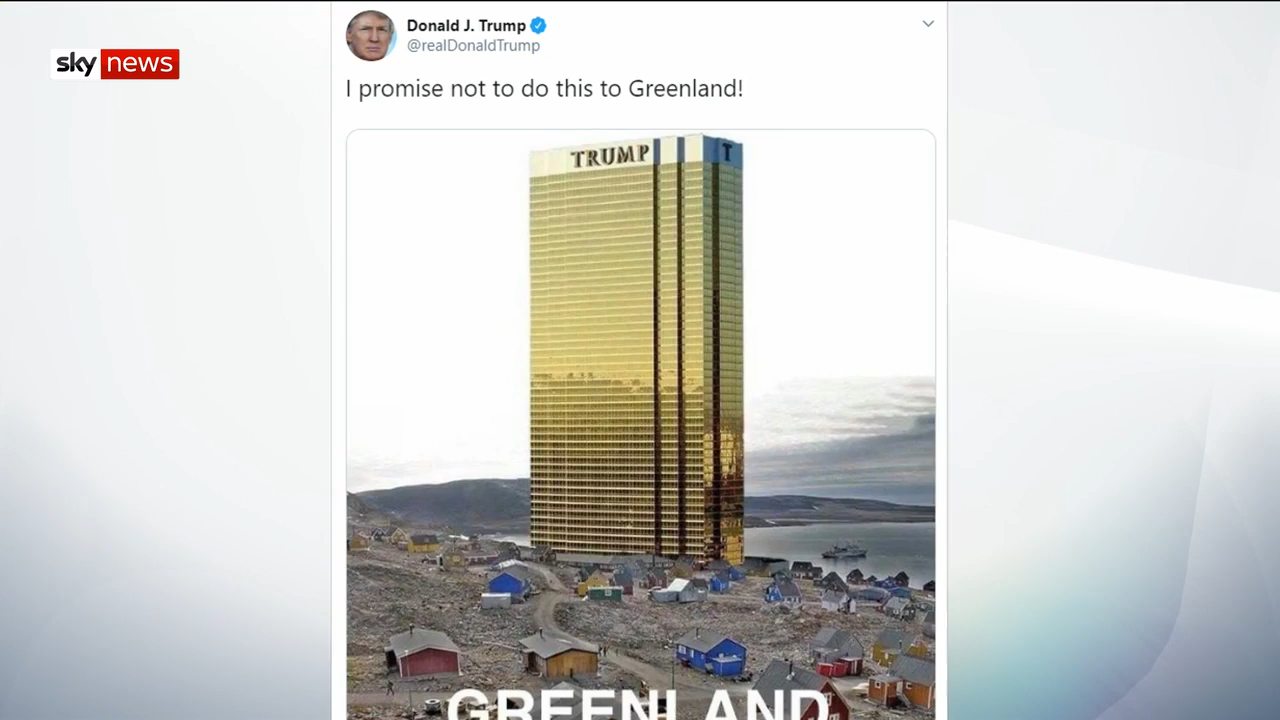 sky news
Donald J. Trump
@realDonaldTrump
I promise not to do this to Greenland!
TRUMP T
GREENLAND